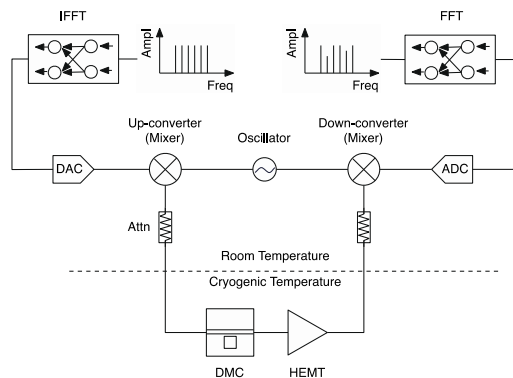 IFFT
FFT
Ampl
Freq
Ampl
Freq
Up-converter
(Mixer)
Oscillator
Down-converter
(Mixer)
DAC
ADC
Attn
Room Temperature
Cryogenic Temperature
DMC
HEMT